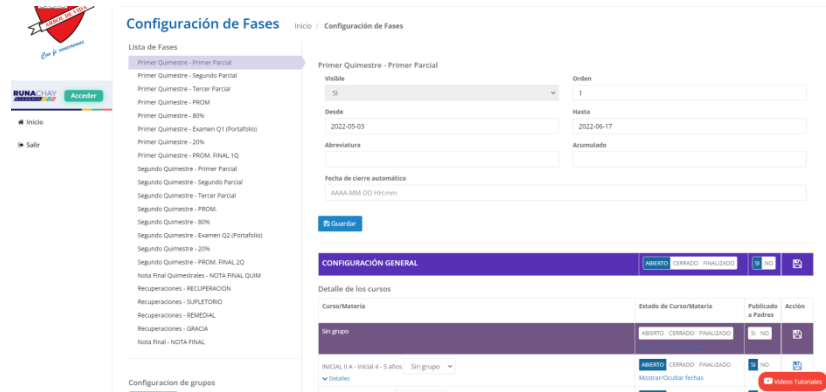 ARBOL DE VIDA
Con fe venceremos
RUNACHAY
Acceder
Inicio
Salir
Configuración de Fases
Inicio / Configuración de Fases
Lista de Fases
Primer Quimestre - Primer Parcial
Primer Quimestre - Segundo Parcial
Primer Quimestre - Tercer Parcial
Primer Quimestre - PROM
Primer Quimestre - 80%
Primer Quimestre - Examen Q1 (Portafolio)
Primer Quimestre - 20%
Primer Quimestre - PROM. FINAL 1Q
Segundo Quimestre - Primer Parcial
Segundo Quimestre - Segundo Parcial
Segundo Quimestre - Tercer Parcial
Segundo Quimestre - PROM.
Segundo Quimestre - 80%
Segundo Quimestre - Examen Q2 (Portafolio)
Segundo Quimestre - 20%
Segundo Quimestre - PROM. FINAL 2Q
Nota Final Quimestrales - NOTA FINAL QUIM
Recuperaciones - RECUPERACION
Recuperaciones - SUPLETORIO
Recuperaciones - REMEDIAL
Recuperaciones - GRACIA
Nota Final - NOTA FINAL
Configuracion de grupos
Primer Quimestre - Primer Parcial
Visible Orden
SI 1
Desde Hasta
2022-05-03 2022-06-17
Abreviatura Acumulado
Fecha de cierre automático
AAAA-MM-DD HH:mm
Guardar
CONFIGURACIÓN GENERAL ABIERTO CERRADO FINALIZADO SI NO
Detalle de los cursos
Curso/Materia Estado de Curso/Materia Publicado a Padres Acción
Sin grupo ABIERTO CERRADO FINALIZADO SI NO
INICIAL II A - Inicial 4 - 5 años Sin grupo ABIERTO CERRADO FINALIZADO SI NO
Detalles Mostrar/Ocultar fechas
Videos Tutoriales